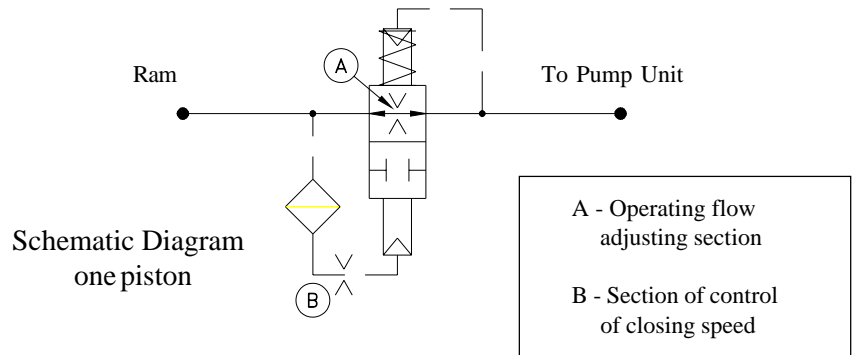 Ram
A
To Pump Unit
Schematic Diagram
one piston
B
A - Operating flow
adjusting section
B - Section of control
of closing speed